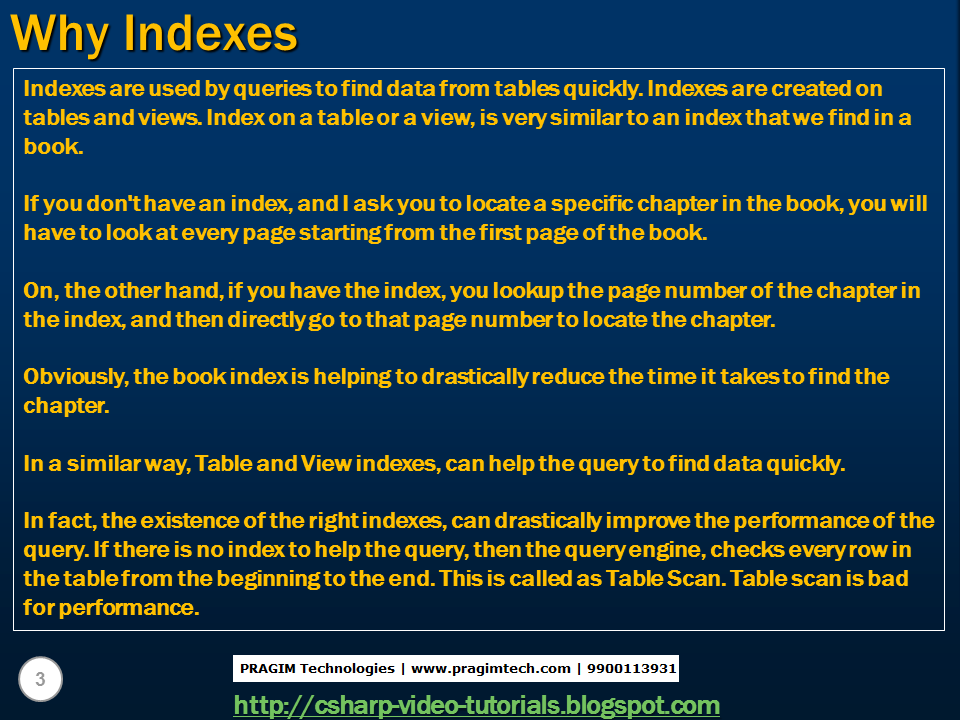 Why Indexes
Indexes are used by queries to find data from tables quickly. Indexes are created on
tables and views. Index on a table or a view, is very similar to an index that we find in a
book.
If you don't have an index, and I ask you to locate a specific chapter in the book, you will
have to look at every page starting from the first page of the book.
On, the other hand, if you have the index, you lookup the page number of the chapter in
the index, and then directly go to that page number to locate the chapter.
Obviously, the book index is helping to drastically reduce the time it takes to find the
chapter.
In a similar way, Table and View indexes, can help the query to find data quickly.
In fact, the existence of the right indexes, can drastically improve the performance of the
query. If there is no index to help the query, then the query engine, checks every row in
the table from the beginning to the end. This is called as Table Scan. Table scan is bad
for performance.
3
PRAGIM Technologies | www.pragimtech.com | 9900113931
http://csharp-video-tutorials.blogspot.com